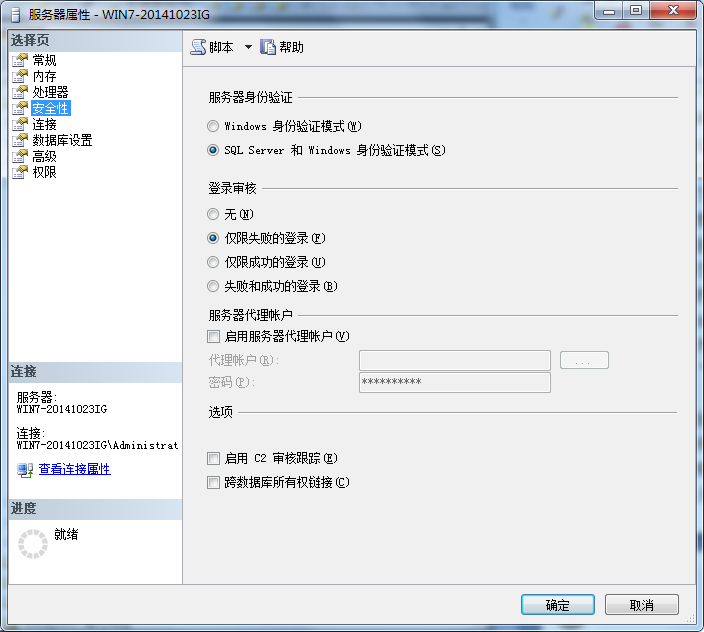 服务器属性 - WIN7-20141023IG
选择页
常规
内存
处理器
安全性
连接
数据库设置
高级
权限
连接
服务器:
WIN7-20141023IG
连接:
WIN7-20141023IG\Administrat
查看连接属性
进度
就绪
脚本
帮助
服务器身份验证
Windows 身份验证模式(W)
SQL Server 和 Windows 身份验证模式(S)
登录审核
无(N)
仅限失败的登录(F)
仅限成功的登录(U)
失败和成功的登录(B)
服务器代理帐户
启用服务器代理帐户(V)
代理帐户(R):
...
密码(P):
**********
选项
启用 C2 审核跟踪(E)
跨数据库所有权链接(C)
确定
取消